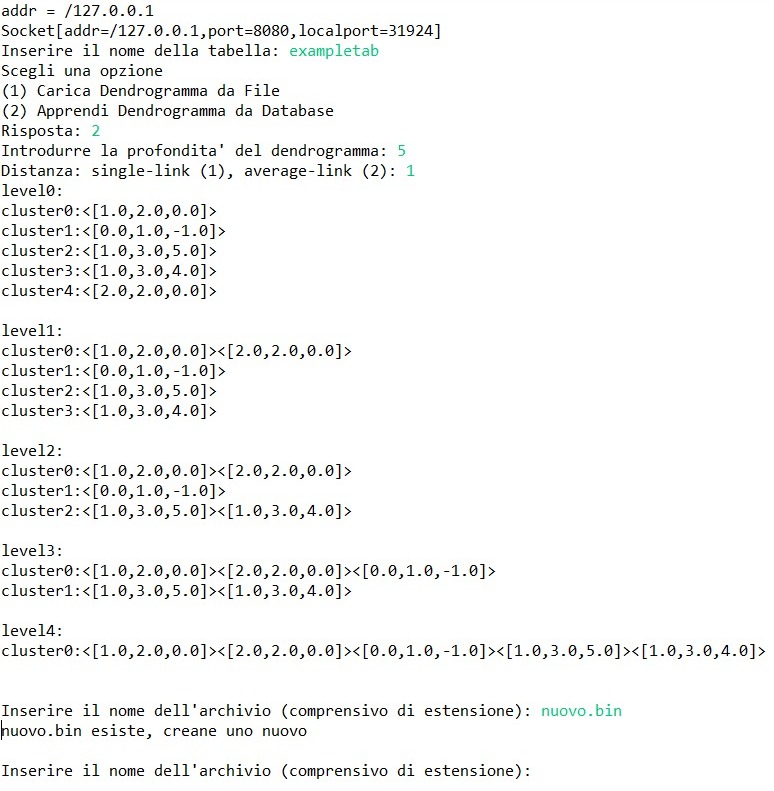 addr = /127.0.0.1
Socket[addr=/127.0.0.1,port=8080,localport=31924]
Inserire il nome della tabella: exampletab
Scegli una opzione
(1) Carica Dendrogramma da File
(2) Apprendi Dendrogramma da Database
Risposta: 2
Introdurre la profondita' del dendrogramma: 5
Distanza: single-link (1), average-link (2): 1
level0:
cluster0:<[1.0,2.0,0.0]>
cluster1:<[0.0,1.0,-1.0]>
cluster2:<[1.0,3.0,5.0]>
cluster3:<[1.0,3.0,4.0]>
cluster4:<[2.0,2.0,0.0]>

level1:
cluster0:<[1.0,2.0,0.0]><[2.0,2.0,0.0]>
cluster1:<[0.0,1.0,-1.0]>
cluster2:<[1.0,3.0,5.0]>
cluster3:<[1.0,3.0,4.0]>

level2:
cluster0:<[1.0,2.0,0.0]><[2.0,2.0,0.0]>
cluster1:<[0.0,1.0,-1.0]>
cluster2:<[1.0,3.0,5.0]><[1.0,3.0,4.0]>

level3:
cluster0:<[1.0,2.0,0.0]><[2.0,2.0,0.0]><[0.0,1.0,-1.0]>
cluster1:<[1.0,3.0,5.0]><[1.0,3.0,4.0]>

level4:
cluster0:<[1.0,2.0,0.0]><[2.0,2.0,0.0]><[0.0,1.0,-1.0]><[1.0,3.0,5.0]><[1.0,3.0,4.0]>

Inserire il nome dell'archivio (comprensivo di estensione): nuovo.bin
nuovo.bin esiste, creane uno nuovo

Inserire il nome dell'archivio (comprensivo di estensione):